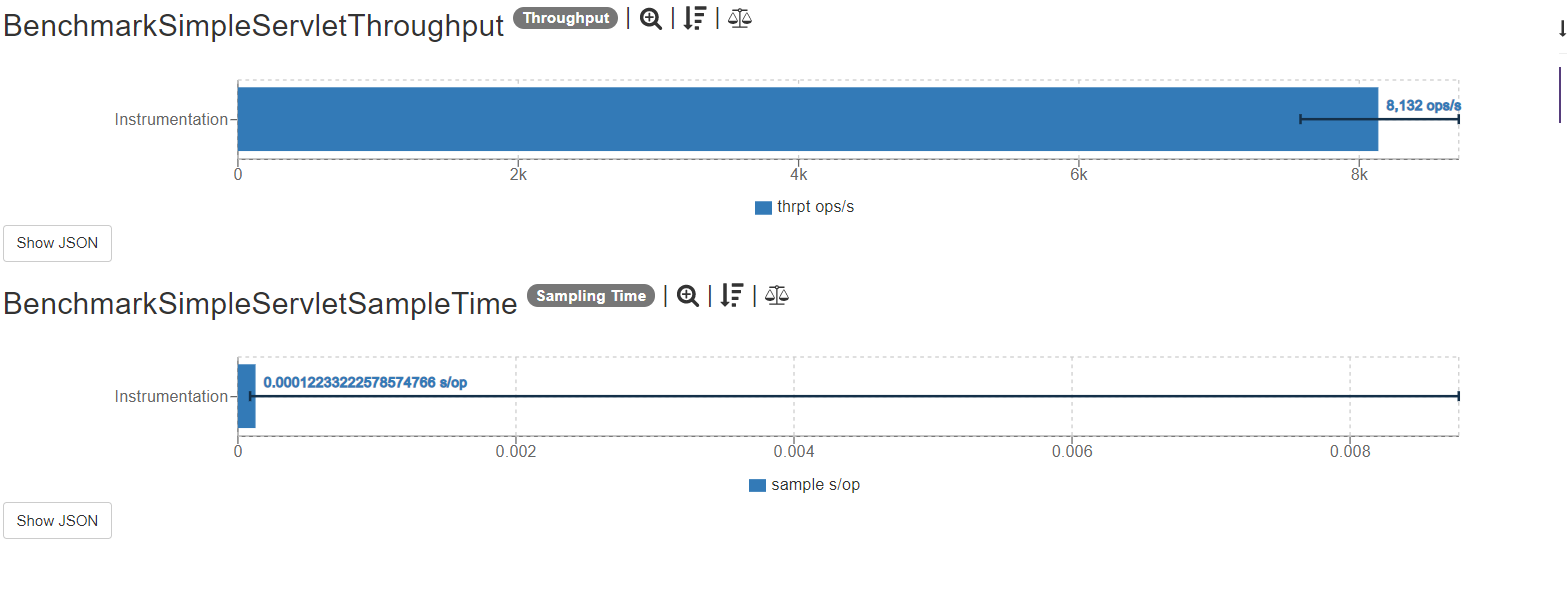 BenchmarkSimpleServletThroughput Throughput | | |
8,132 ops/s
Instrumentation
0 2k 4k 6k 8k
thrpt ops/s
Show JSON
BenchmarkSimpleServletSampleTime Sampling Time | | |
0.00012233222578574766 s/op
Instrumentation
0 0.002 0.004 0.006 0.008
sample s/op
Show JSON